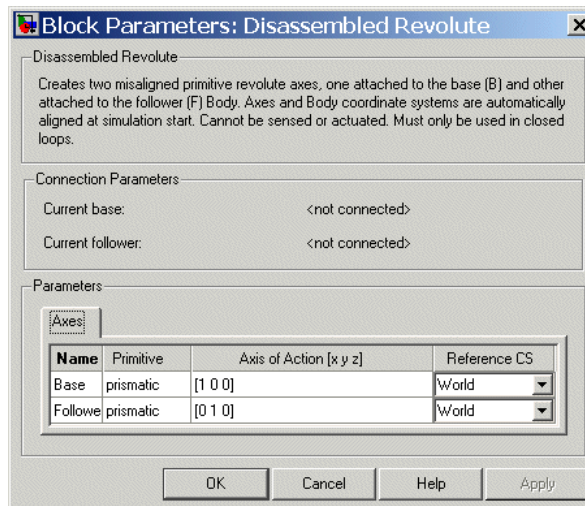 Block Parameters: Disassembled Revolute
Disassembled Revolute
Creates two misaligned primitive revolute axes, one attached to the base (B) and other
attached to the follower (F) Body. Axes and Body coordinate systems are automatically
aligned at simulation start. Cannot be sensed or actuated. Must only be used in closed
loops.
Connection Parameters
Current base: <not connected>
Current follower: <not connected>
Parameters
Axes
Name Primitive Axis of Action [x y z] Reference CS
Base prismatic [1 0 0] World
Followe prismatic [0 1 0] World
OK Cancel Help Apply